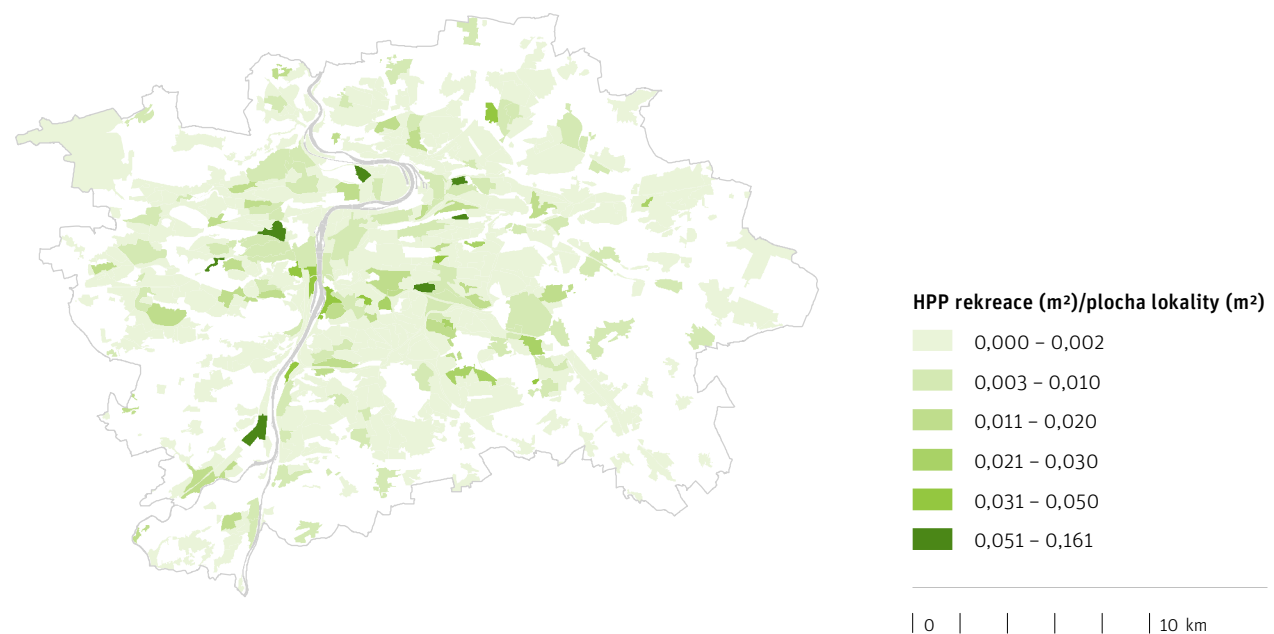 HPP rekreace (m²)/plocha lokality (m²)
0,000 – 0,002
0,003 – 0,010
0,011 – 0,020
0,021 – 0,030
0,031 – 0,050
0,051 – 0,161
0 10 km